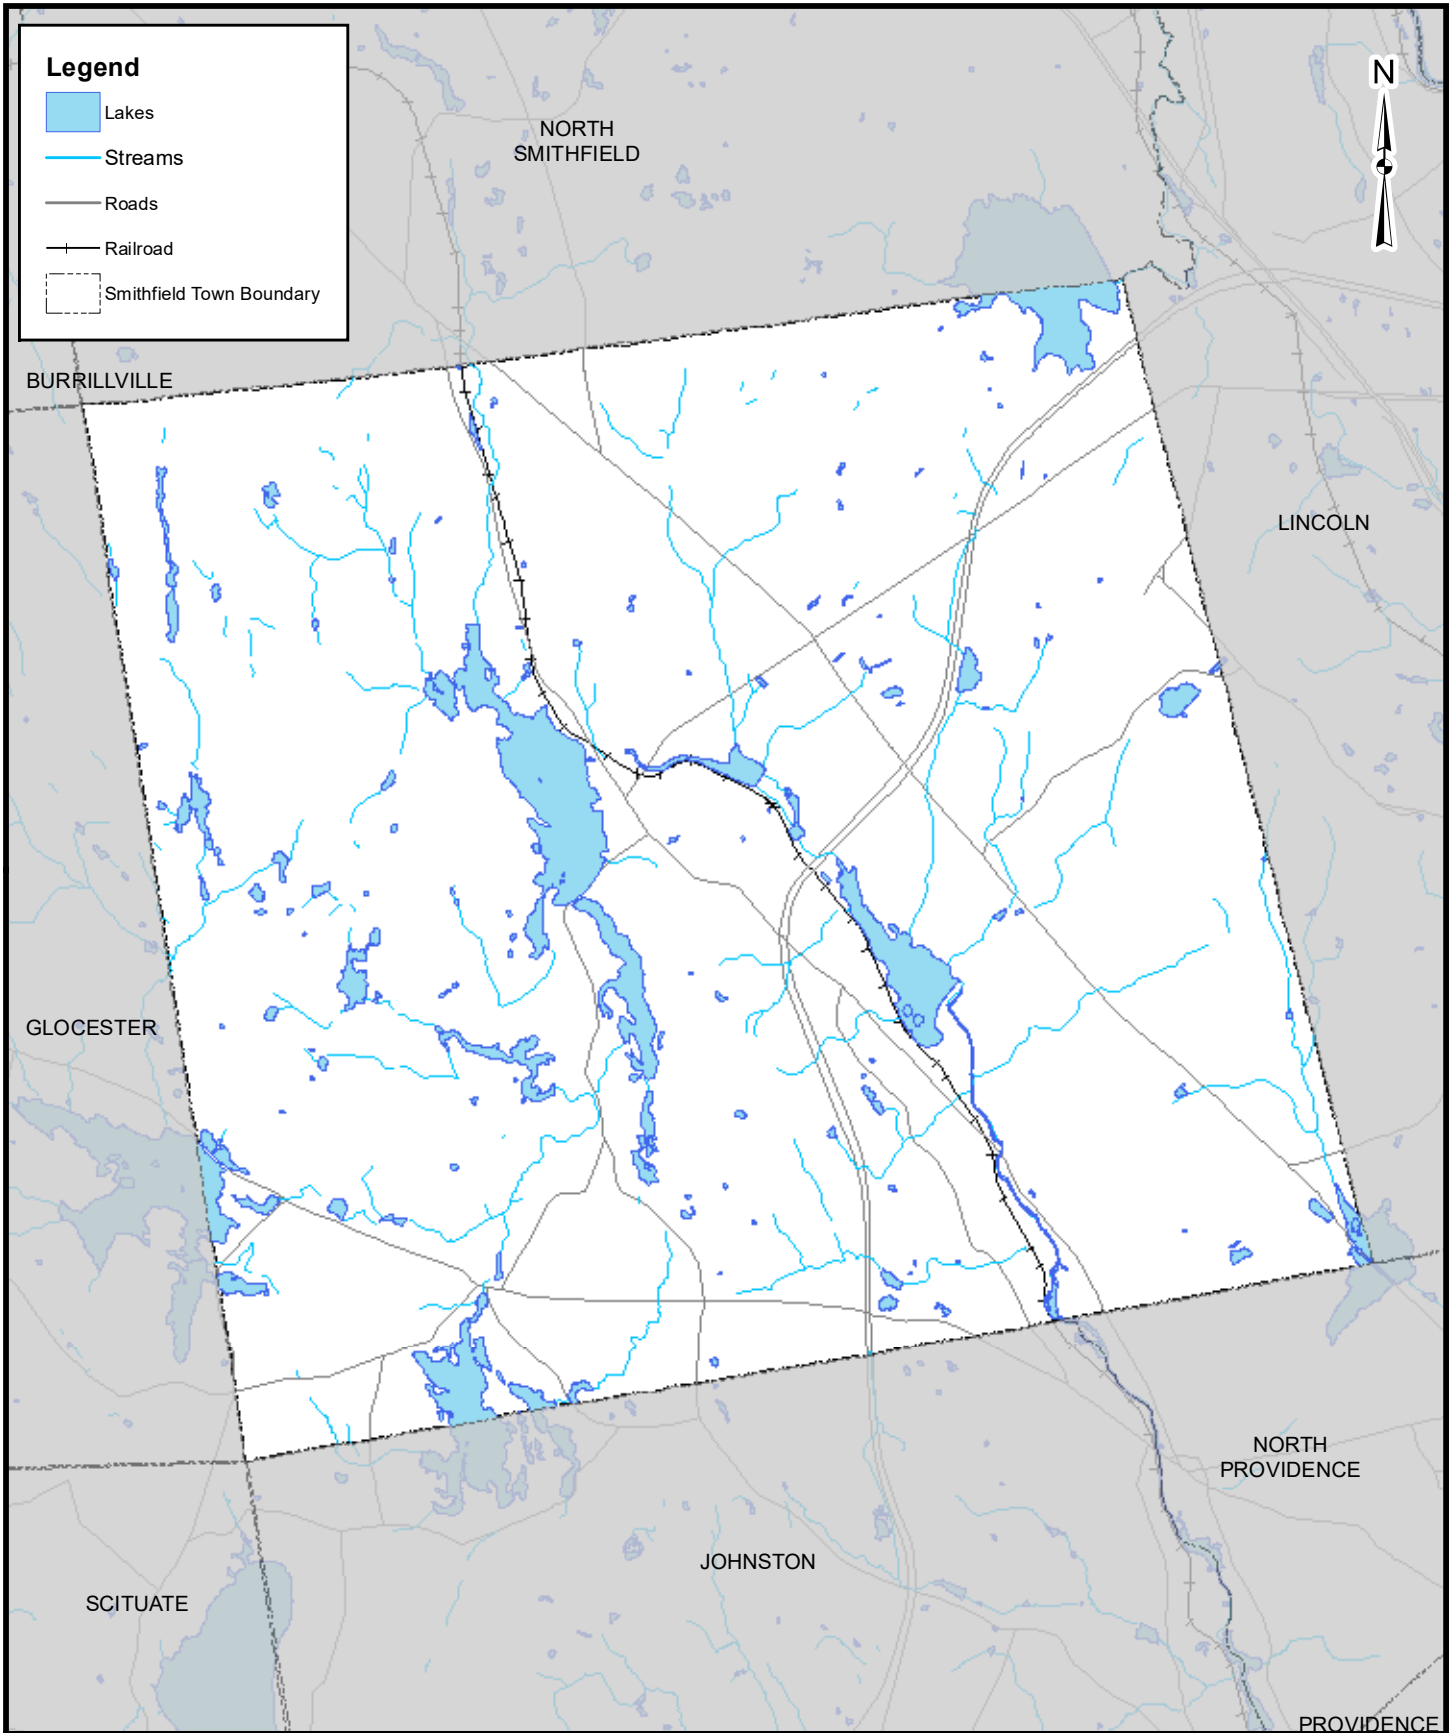 Legend
Lakes
Streams
Roads
Railroad
Smithfield Town Boundary
N
NORTH
SMITHFIELD
BURRILLVILLE
LINCOLN
GLOCESTER
NORTH
PROVIDENCE
JOHNSTON
SCITUATE
PROVIDENCE